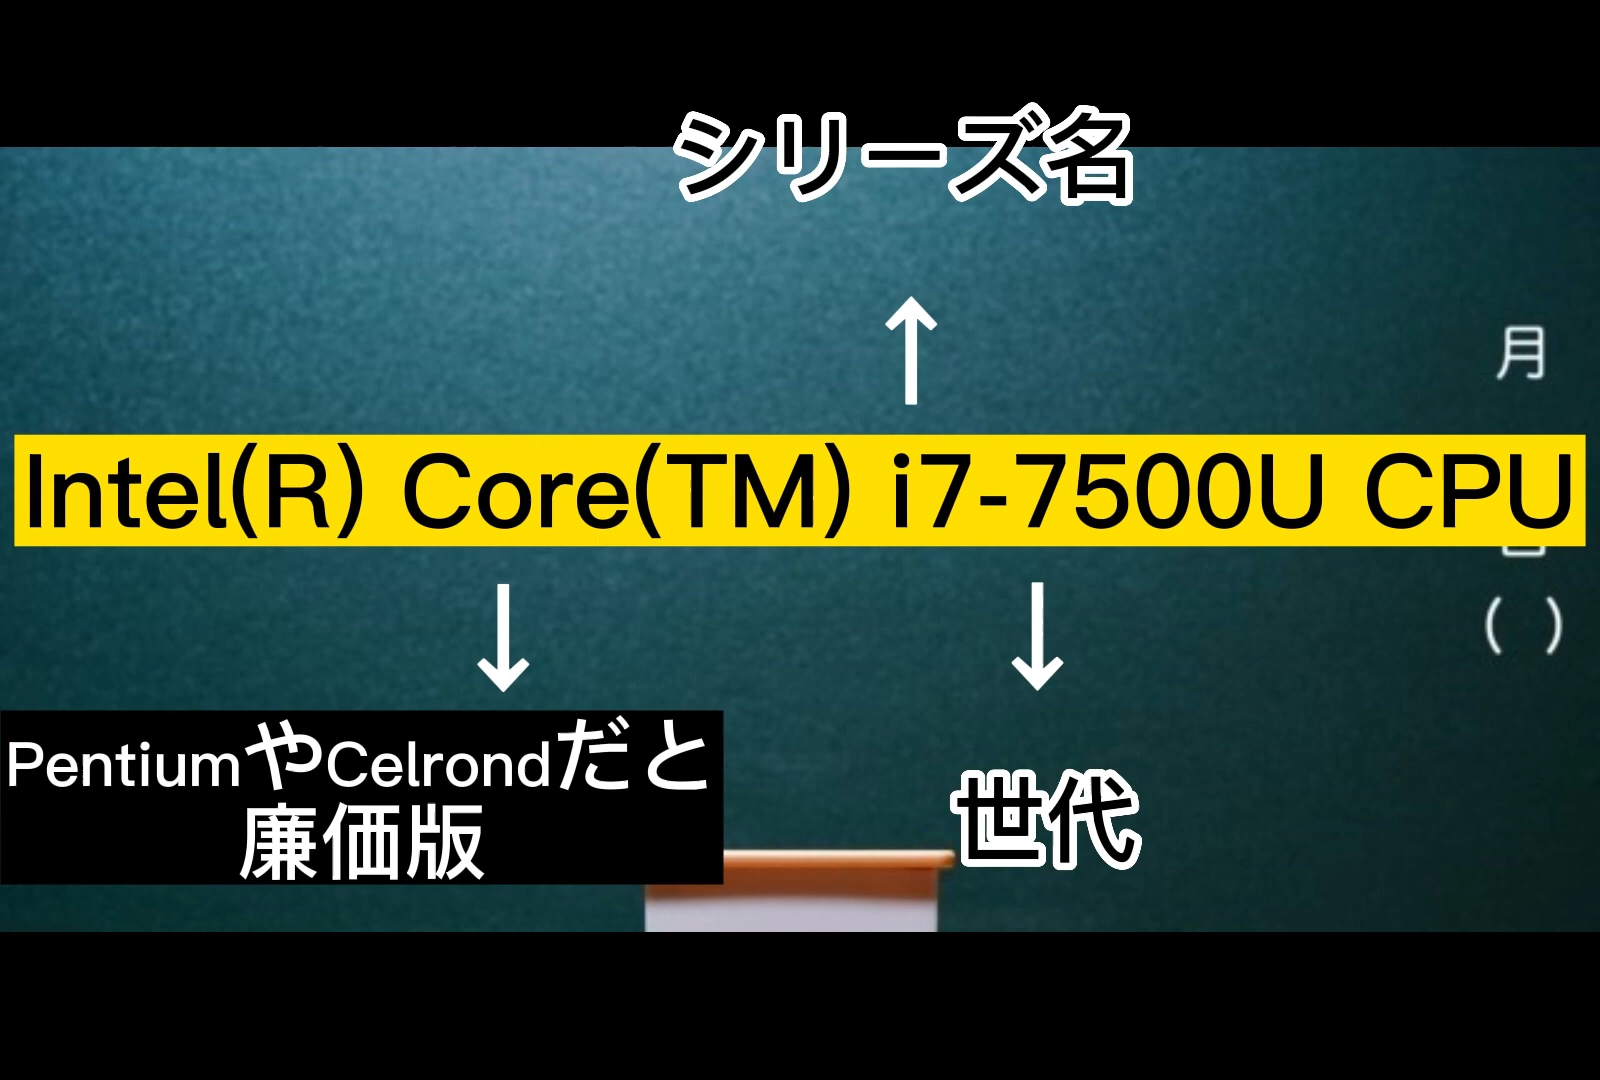 シリーズ名
↑
月
Intel(R) Core(TM) i7-7500U CPU
( )
↓ ↓
PentiumやCelrondだと
廉価版
世代